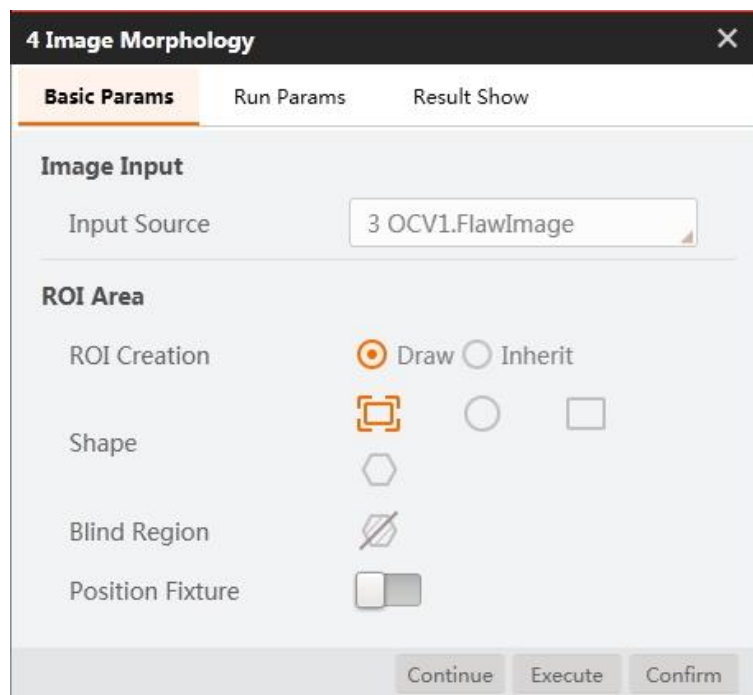 4 Image Morphology
Basic Params Run Params Result Show
Image Input
Input Source 3 OCV1.FlawImage
ROI Area
ROI Creation Draw Inherit
Shape
Blind Region
Position Fixture
Continue Execute Confirm